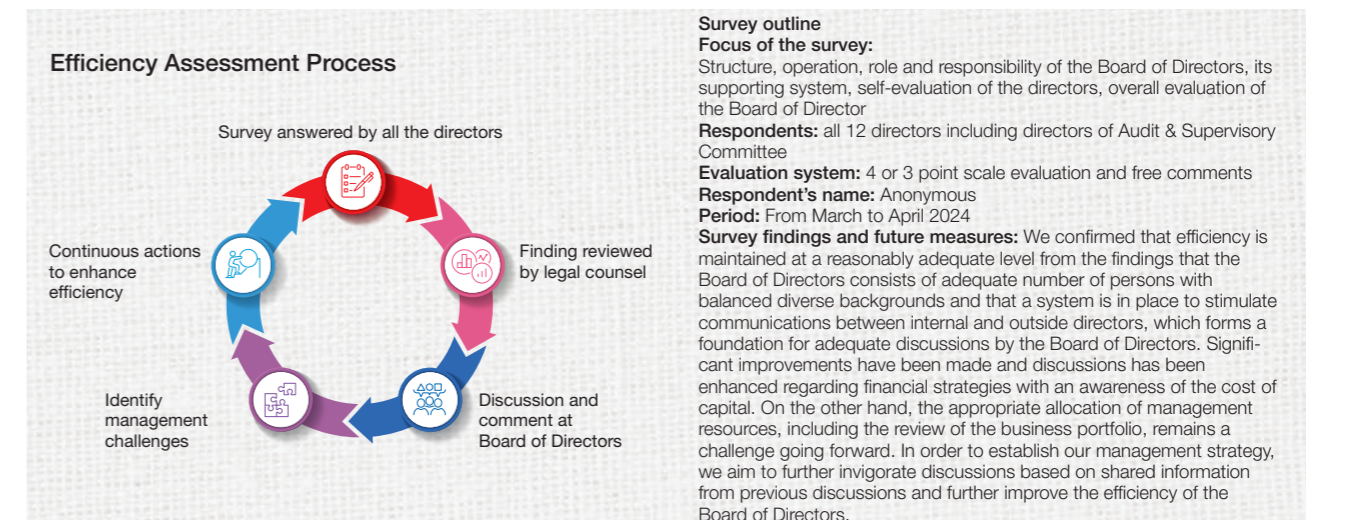 Efficiency Assessment Process
Survey answered by all the directors
Finding reviewed
by legal counsel
Discussion and
comment at
Board of Directors
Identify
management
challenges
Continuous actions
to enhance
efficiency
Survey outline
Focus of the survey:
Structure, operation, role and responsibility of the Board of Directors, its
supporting system, self-evaluation of the directors, overall evaluation of
the Board of Director
Respondents: all 12 directors including directors of Audit & Supervisory
Committee
Evaluation system: 4 or 3 point scale evaluation and free comments
Respondent's name: Anonymous
Period: From March to April 2024
Survey findings and future measures: We confirmed that efficiency is
maintained at a reasonably adequate level from the findings that the
Board of Directors consists of adequate number of persons with
balanced diverse backgrounds and that a system is in place to stimulate
communications between internal and outside directors, which forms a
foundation for adequate discussions by the Board of Directors. Signifi-
cant improvements have been made and discussions has been
enhanced regarding financial strategies with an awareness of the cost of
capital. On the other hand, the appropriate allocation of management
resources, including the review of the business portfolio, remains a
challenge going forward. In order to establish our management strategy,
we aim to further invigorate discussions based on shared information
from previous discussions and further improve the efficiency of the
Board of Directors.